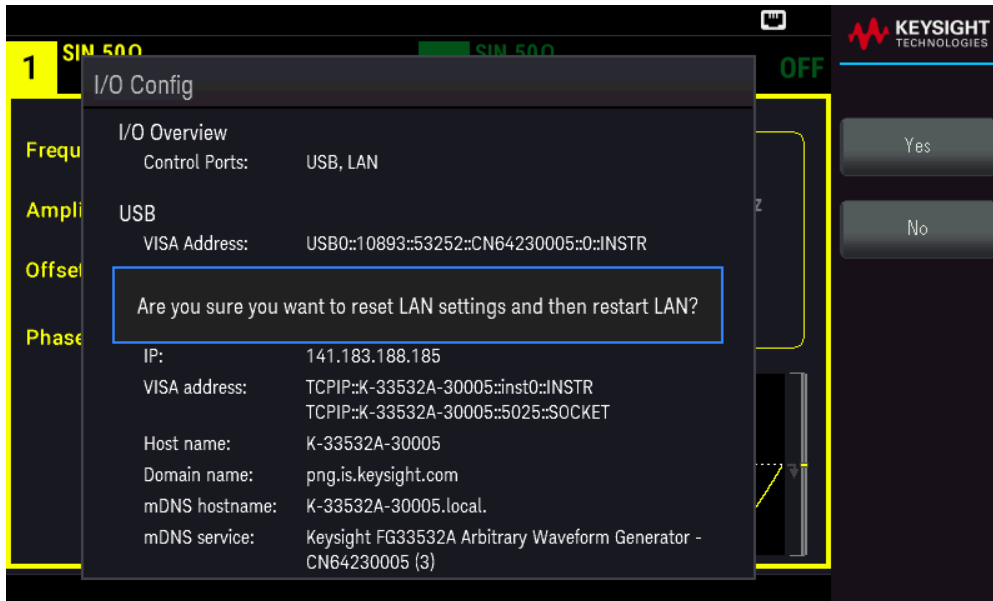 KEYSIGHT
TECHNOLOGIES
1
SIN 50Ω
SIN 50Ω
OFF
I/O Config
I/O Overview
Control Ports: USB, LAN
USB
VISA Address: USB0::10893::53252::CN64230005::0::INSTR
Are you sure you want to reset LAN settings and then restart LAN?
IP: 141.183.188.185
VISA address: TCPIP::K-33532A-30005::inst0::INSTR
TCPIP::K-33532A-30005::5025::SOCKET
Host name: K-33532A-30005
Domain name: png.is.keysight.com
mDNS hostname: K-33532A-30005.local.
mDNS service: Keysight FG33532A Arbitrary Waveform Generator -
CN64230005 (3)
Frequ
Ampli
Offset
Phase
z
Yes
No